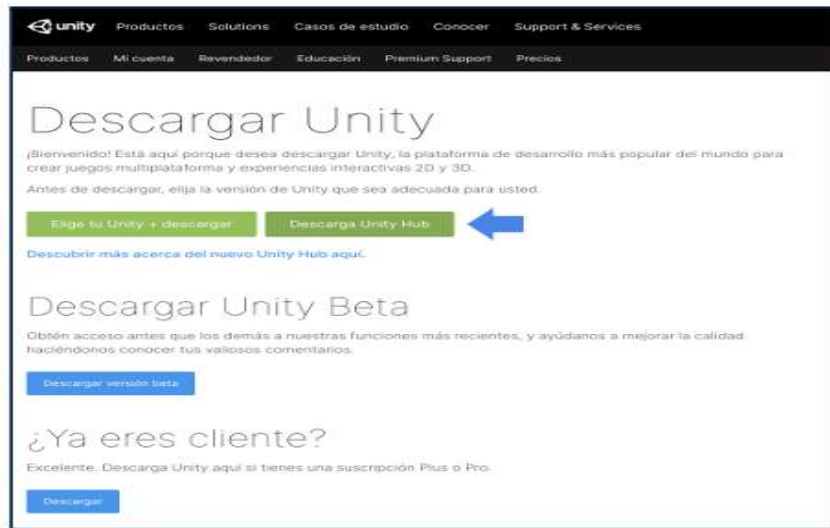 unity Productos Solutions Casos de estudio Conocer Support & Services
Productos Mi cuenta Revendedor Educación Premium Support Precios
Descargar Unity
¡Bienvenido! Está aquí porque desea descargar Unity, la plataforma de desarrollo más popular del mundo para
crear juegos multiplataforma y experiencias interactivas 2D y 3D.
Antes de descargar, elija la versión de Unity que sea adecuada para usted.
Elige tu Unity + descargar Descarga Unity Hub
Descubrir más acerca del nuevo Unity Hub aquí.
Descargar Unity Beta
Obtén acceso antes que los demás a nuestras funciones más recientes, y ayúdanos a mejorar la calidad
haciéndonos conocer tus valiosos comentarios.
Descargar versión beta
¿Ya eres cliente?
Excelente. Descarga Unity aquí si tienes una suscripción Plus o Pro.
Descargar